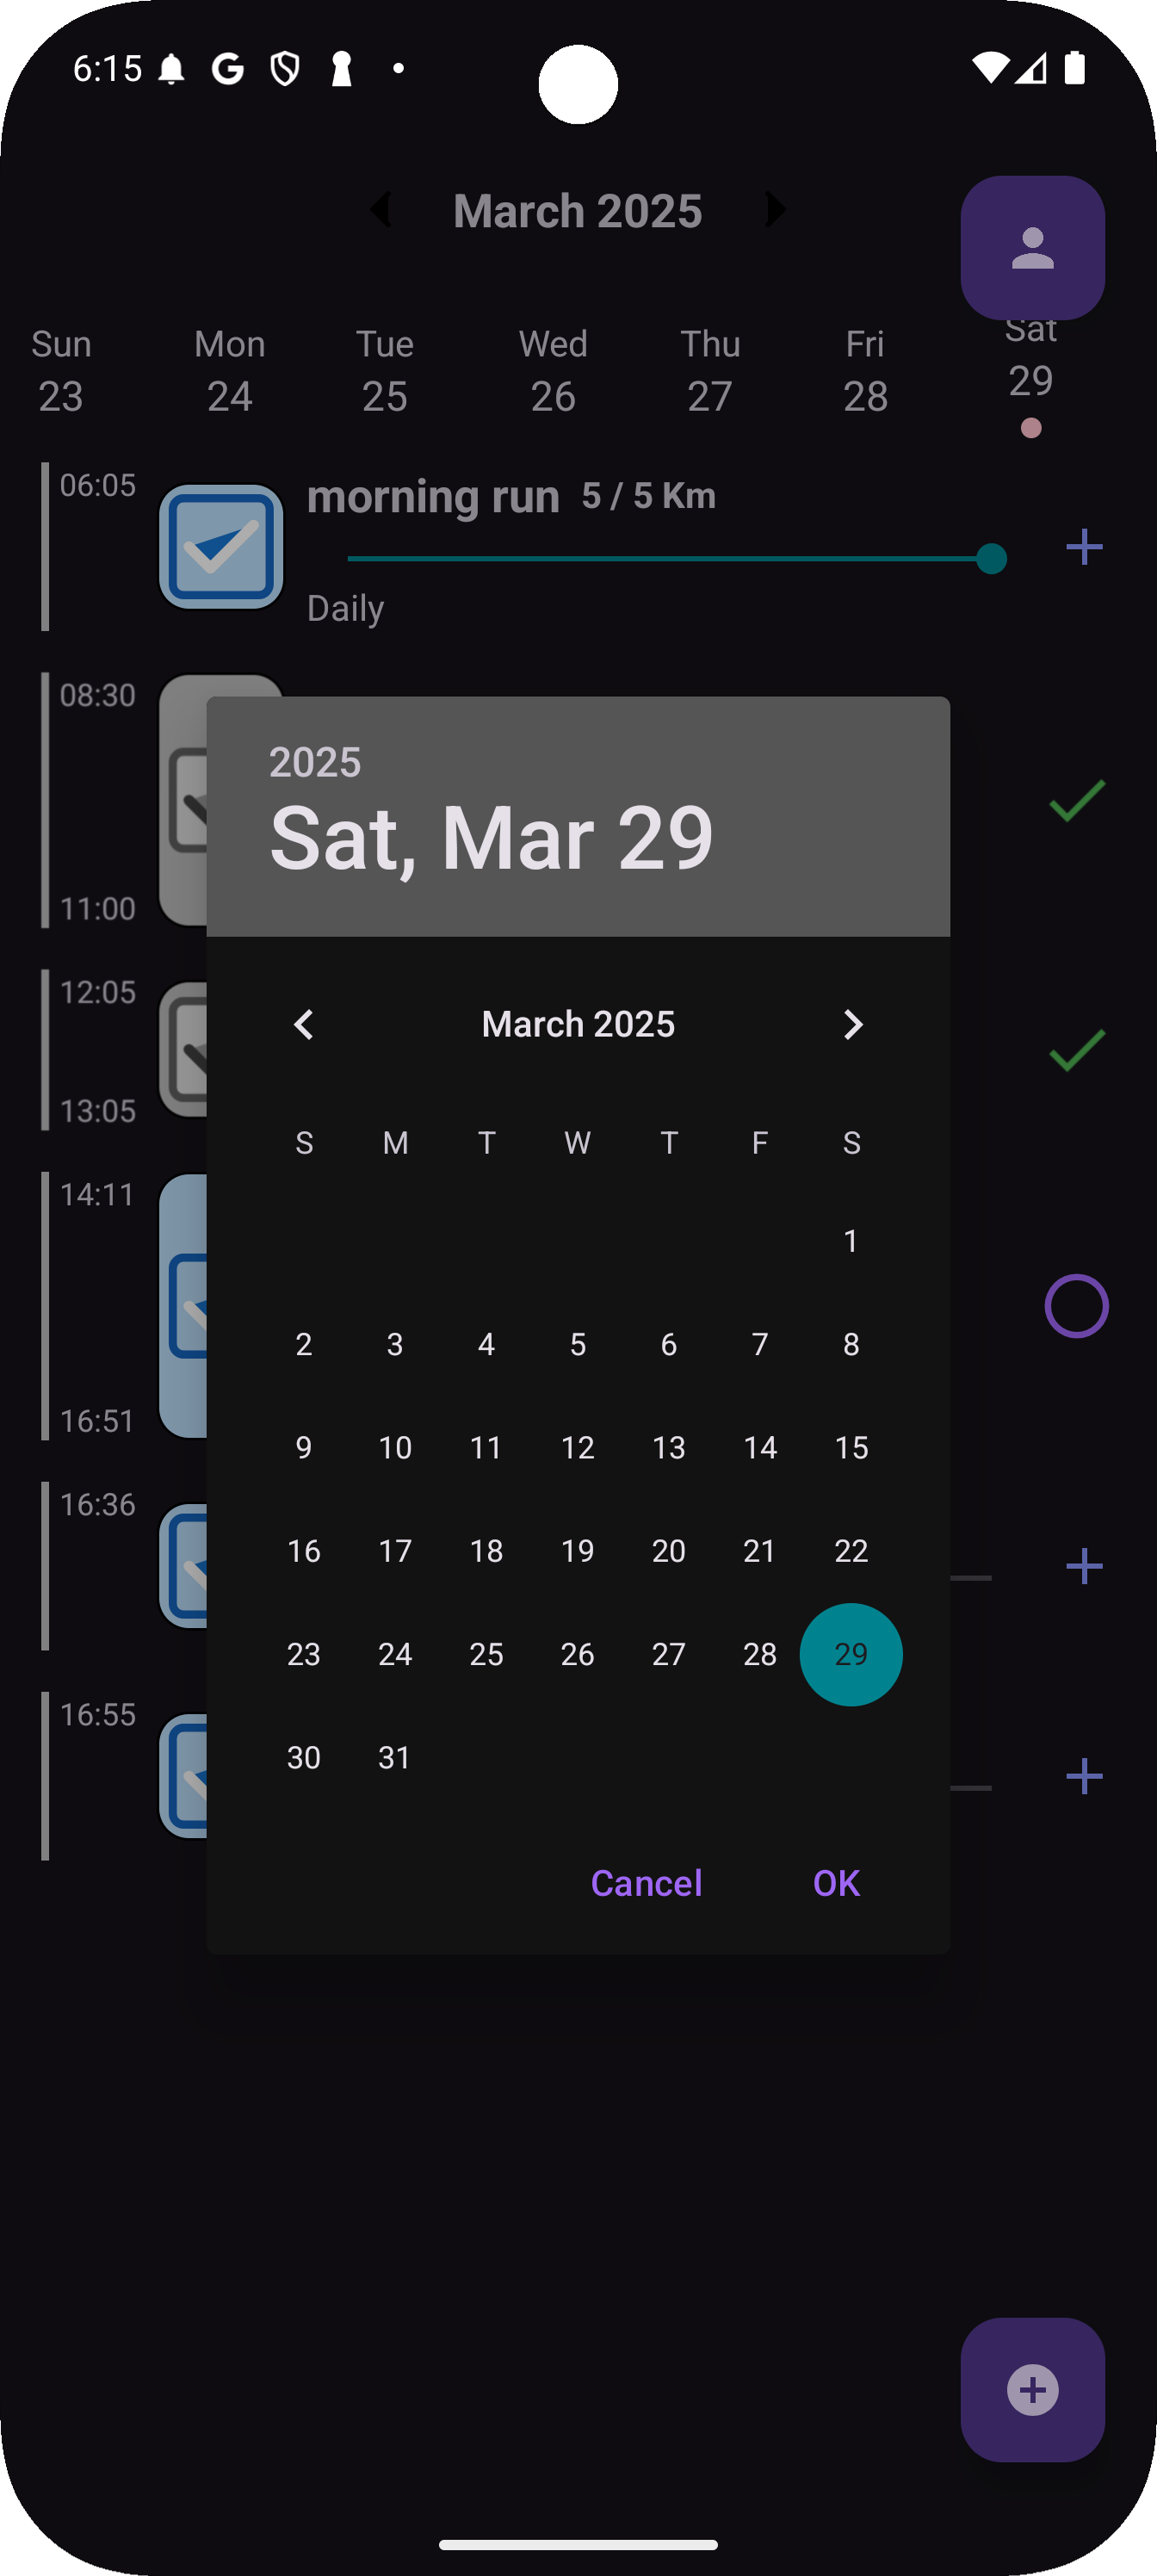 6:15
March 2025
Sun Mon Tue Wed Thu Fri Sat
23 24 25 26 27 28 29
06:05
morning run 5 / 5 Km
Daily
08:30
11:00
12:05
13:05
14:11
16:51
16:36
16:55
2025
Sat, Mar 29
March 2025
S M T W T F S
1
2 3 4 5 6 7 8
9 10 11 12 13 14 15
16 17 18 19 20 21 22
23 24 25 26 27 28 29
30 31
Cancel OK